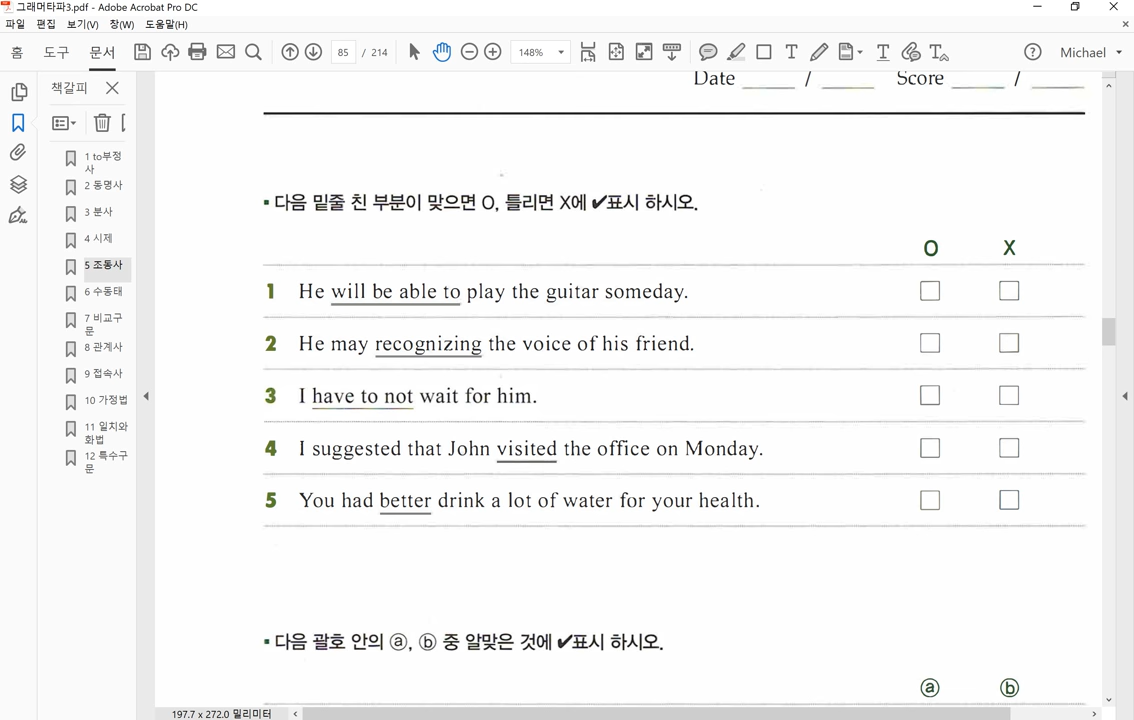 그래머타파3.pdf - Adobe Acrobat Pro DC
파일 편집 보기(V) 창(W) 도움말(H)
홈 도구 문서 85 / 214 148% Michael
책갈피
1 to부정
사
2 동명사
3 분사
4 시제
5 조동사
6 수동태
7 비교구
문
8 관계사
9 접속사
10 가정법
11 일치와
화법
12 특수구
문
Date / Score /
다음 밑줄 친 부분이 맞으면 O, 틀리면 X에 ✔표시 하시오.
O X
1 He will be able to play the guitar someday.
2 He may recognizing the voice of his friend.
3 I have to not wait for him.
4 I suggested that John visited the office on Monday.
5 You had better drink a lot of water for your health.
다음 괄호 안의 ⓐ, ⓑ 중 알맞은 것에 ✔표시 하시오.
ⓐ ⓑ
197.7 x 272.0 밀리미터